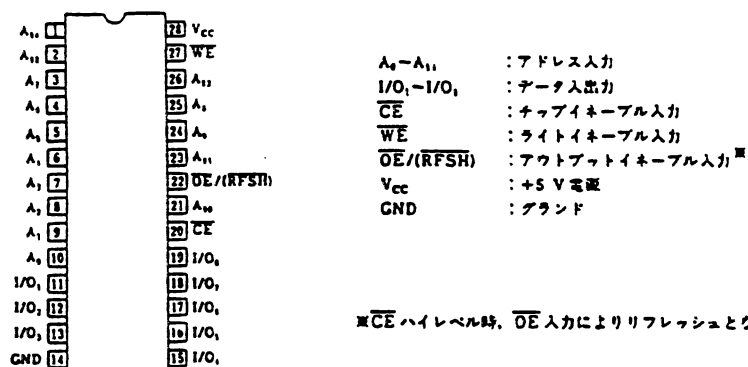 A₁₄ 1
A₁₂ 2
A₇ 3
A₆ 4
A₅ 5
A₄ 6
A₃ 7
A₂ 8
A₁ 9
A₀ 10
I/O₁ 11
I/O₂ 12
I/O₃ 13
GND 14
28 VCC
27 WE
26 A₁₃
25 A₈
24 A₉
23 A₁₁
22 OE/(RFSH)
21 A₁₀
20 CE
19 I/O₈
18 I/O₇
17 I/O₆
16 I/O₅
15 I/O₄
A₀~A₁₄ :アドレス入力
I/O₁~I/O₈ :データ入出力
CE :チップイネーブル入力
WE :ライトイネーブル入力
OE/(RFSH) :アウトプットイネーブル入力※
VCC :+5 V 電源
GND :グランド
※CE ハイレベル時, OE 入力によりリフレッシュとな